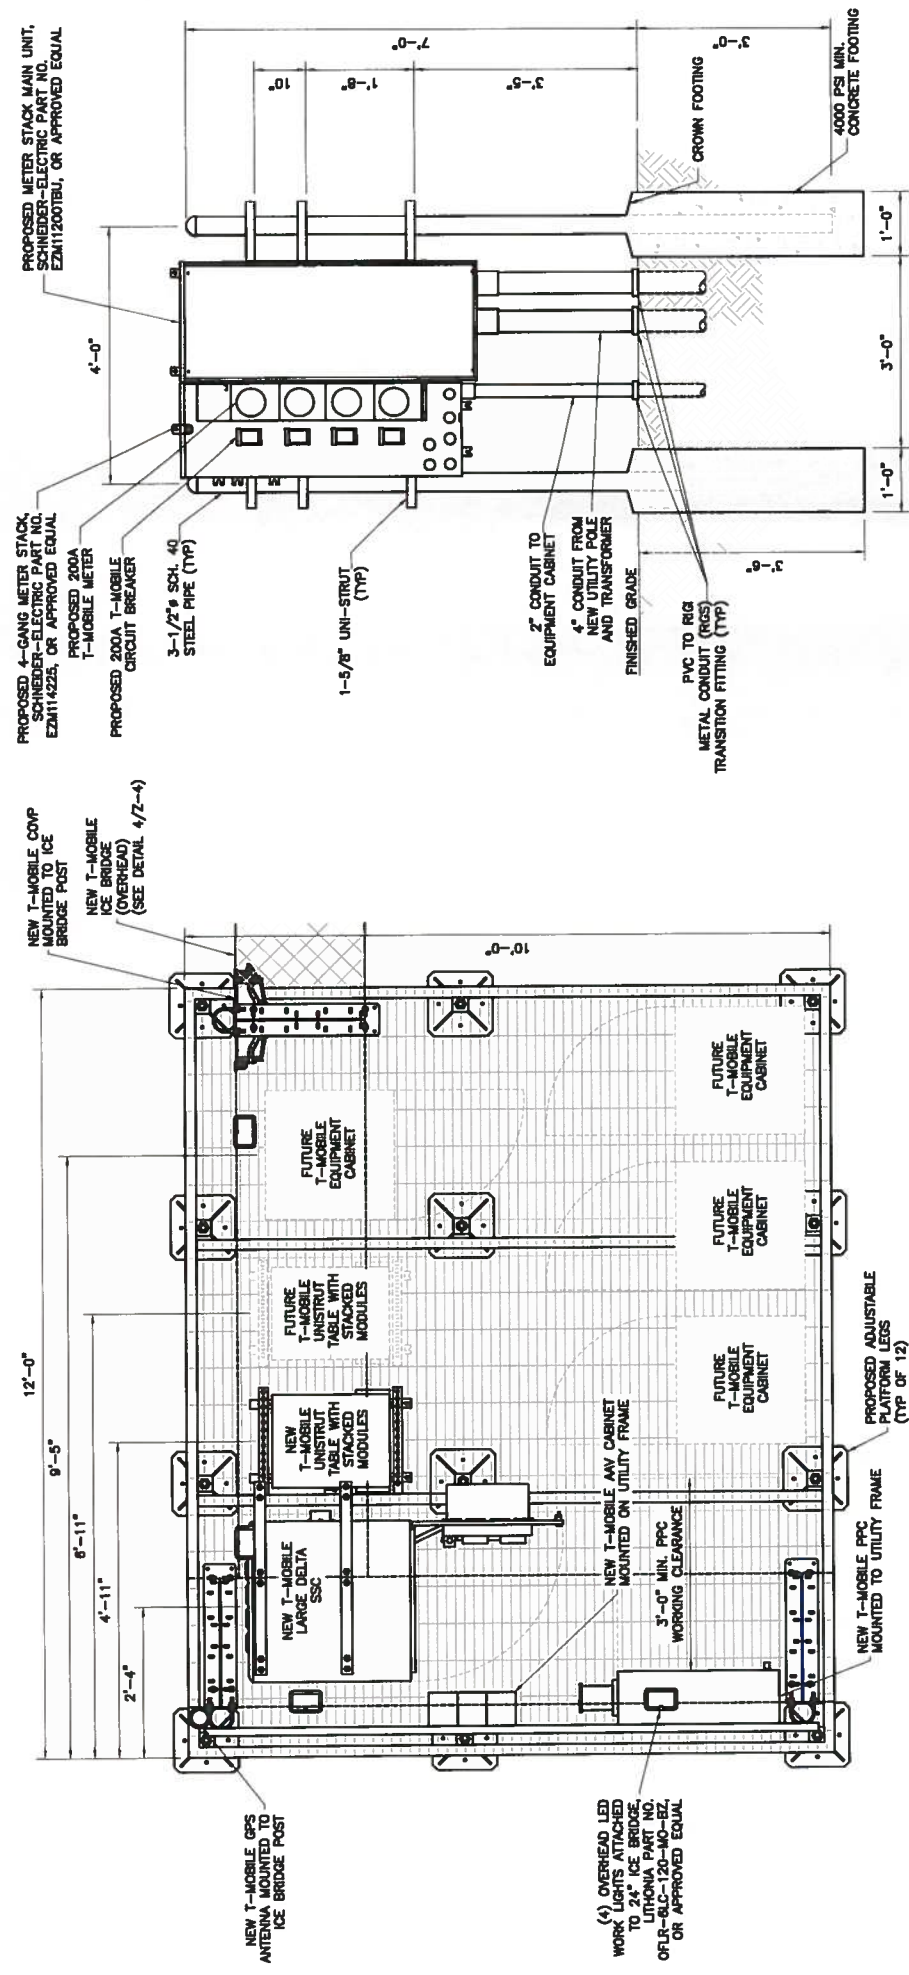 PROPOSED 4-GANG METER STACK,
SCHNEIDER-ELECTRIC PART NO.
EZM114225, OR APPROVED EQUAL
PROPOSED 200A
T-MOBILE METER
PROPOSED 200A T-MOBILE
CIRCUIT BREAKER
3-1/2"ø SCH. 40
STEEL PIPE (TYP)
1-5/8" UNI-STRUT
(TYP)
2" CONDUIT TO
EQUIPMENT CABINET
4" CONDUIT FROM
NEW UTILITY POLE
AND TRANSFORMER
FINISHED GRADE
PVC TO RIGI
METAL CONDUIT (RGS)
TRANSITION FITTING (TYP)
PROPOSED METER STACK MAIN UNIT,
SCHNEIDER-ELECTRIC PART NO.
EZM11200TBU, OR APPROVED EQUAL
4'-0"
7'-0"
10"
1'-8"
3'-5"
3'-0"
CROWN FOOTING
4000 PSI MIN.
CONCRETE FOOTING
3'-6"
1'-0"
3'-0"
1'-0"
NEW T-MOBILE GPS
ANTENNA MOUNTED TO
ICE BRIDGE POST
(4) OVERHEAD LED
WORK LIGHTS ATTACHED
TO 24" ICE BRIDGE,
LITHONIA PART NO.
OFLR-6LC-120-MO-BZ,
OR APPROVED EQUAL
12'-0"
9'-5"
6'-11"
4'-11"
2'-4"
NEW T-MOBILE COVP
MOUNTED TO ICE
BRIDGE POST
NEW T-MOBILE
ICE BRIDGE
(OVERHEAD)
(SEE DETAIL 4/Z-4)
10'-0"
NEW T-MOBILE
LARGE DELTA
SSC
NEW
T-MOBILE
UNISTRUT
TABLE WITH
STACKED
MODULES
FUTURE
T-MOBILE
UNISTRUT
TABLE WITH
STACKED
MODULES
FUTURE
T-MOBILE
EQUIPMENT
CABINET
NEW T-MOBILE AAV CABINET
MOUNTED ON UTILITY FRAME
3'-0" MIN. PPC
WORKING CLEARANCE
FUTURE
T-MOBILE
EQUIPMENT
CABINET
FUTURE
T-MOBILE
EQUIPMENT
CABINET
FUTURE
T-MOBILE
EQUIPMENT
CABINET
NEW T-MOBILE PPC
MOUNTED TO UTILITY FRAME
PROPOSED ADJUSTABLE
PLATFORM LEGS
(TYP OF 12)